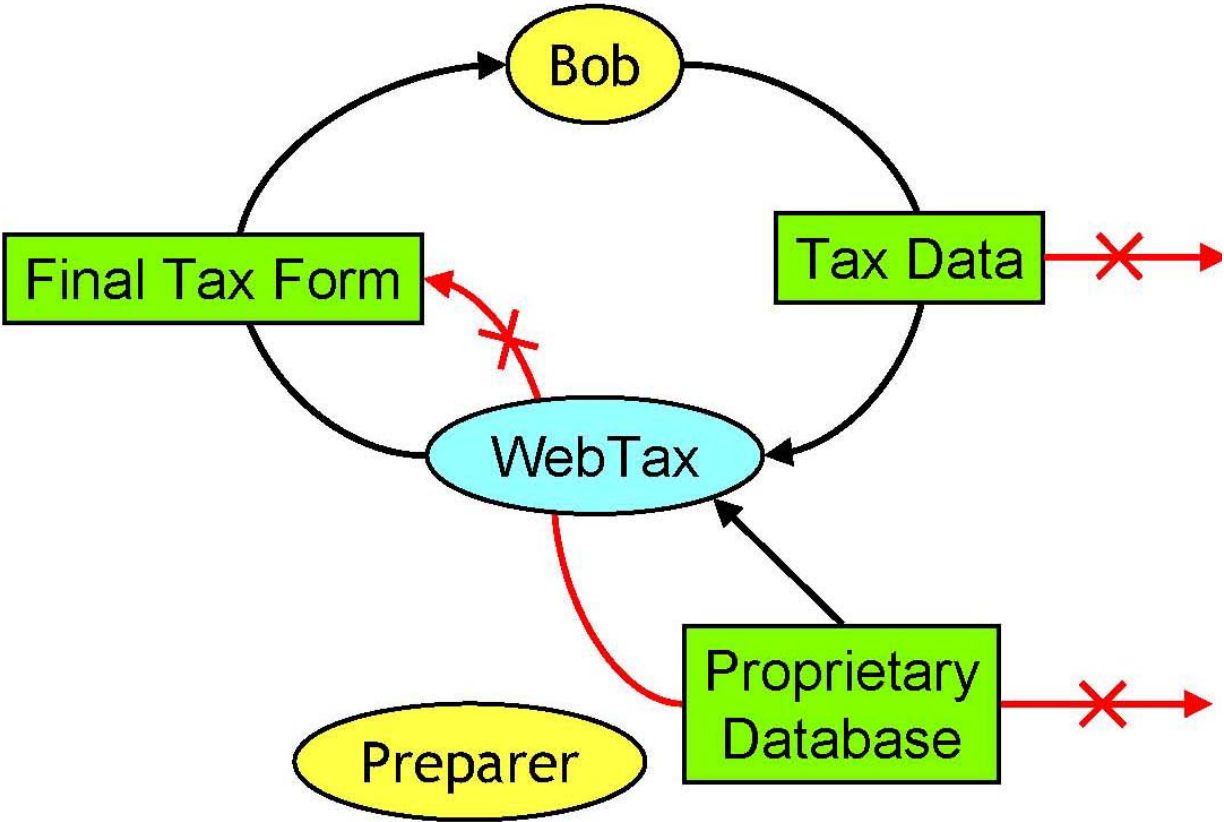 Bob
Final Tax Form
Tax Data
WebTax
Proprietary
Database
Preparer